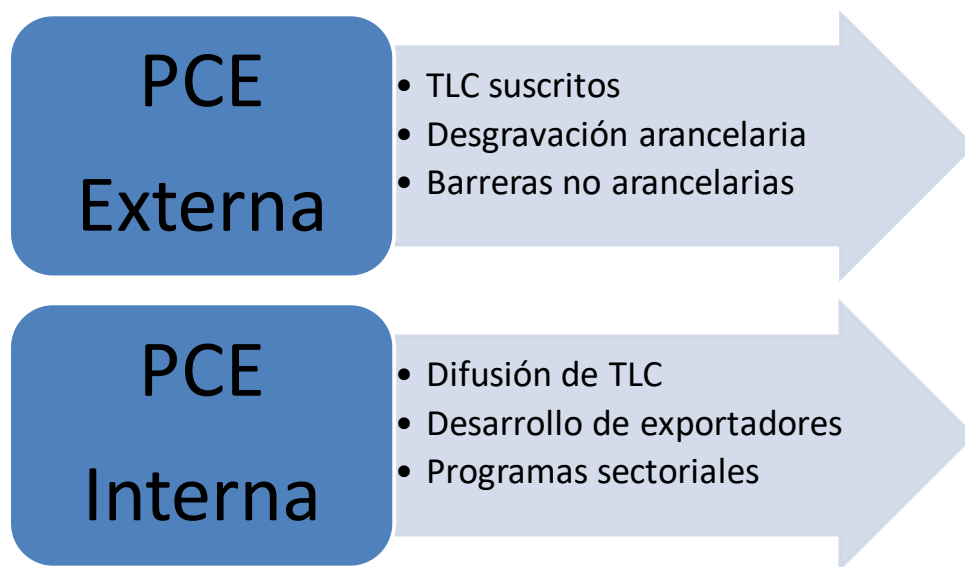 PCE
Externa
• TLC suscritos
• Desgravación arancelaria
• Barreras no arancelarias
PCE
Interna
• Difusión de TLC
• Desarrollo de exportadores
• Programas sectoriales